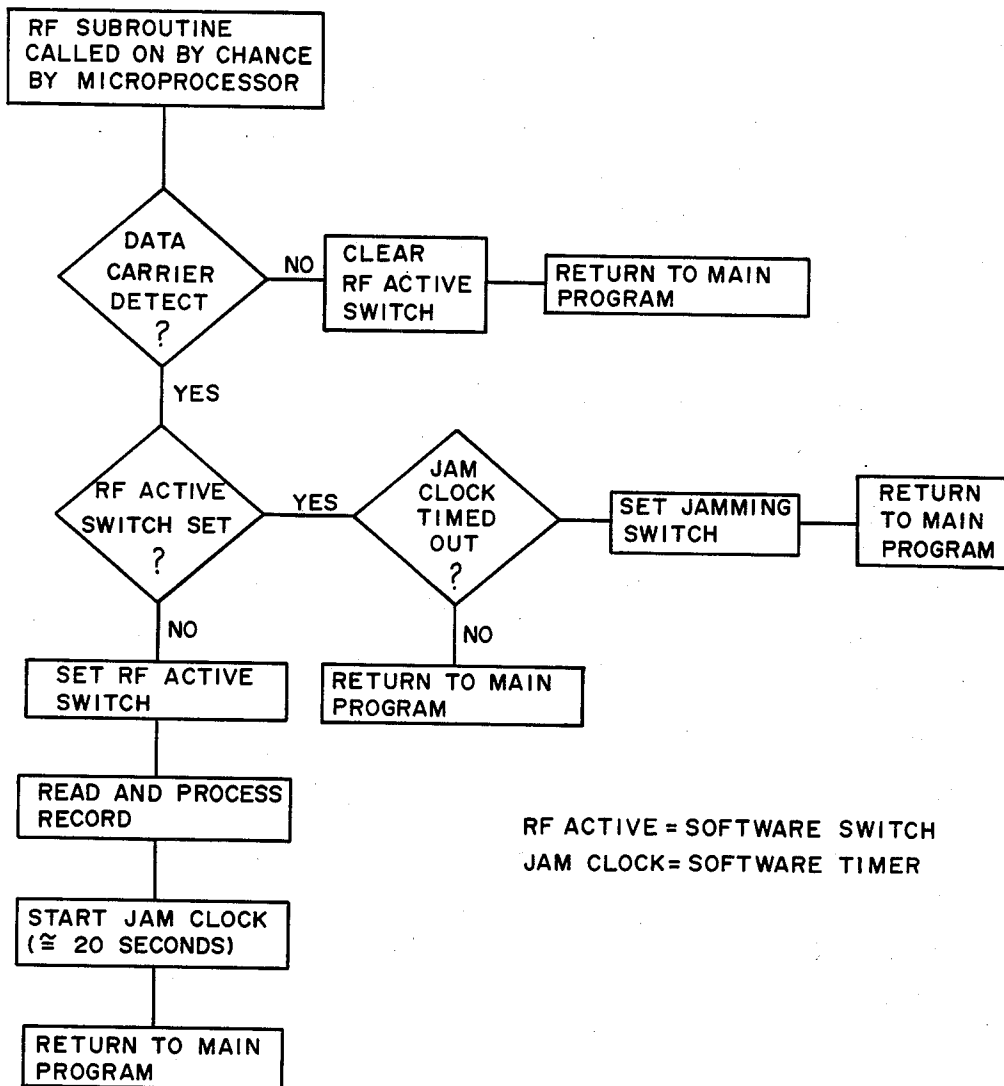 RF SUBROUTINE
CALLED ON BY CHANCE
BY MICROPROCESSOR
DATA
CARRIER
DETECT
?
NO
CLEAR
RF ACTIVE
SWITCH
RETURN TO MAIN
PROGRAM
YES
RF ACTIVE
SWITCH SET
?
YES
JAM
CLOCK
TIMED
OUT
?
SET JAMMING
SWITCH
RETURN
TO MAIN
PROGRAM
NO
NO
SET RF ACTIVE
SWITCH
RETURN TO MAIN
PROGRAM
READ AND PROCESS
RECORD
RF ACTIVE = SOFTWARE SWITCH
JAM CLOCK = SOFTWARE TIMER
START JAM CLOCK
(≅ 20 SECONDS)
RETURN TO MAIN
PROGRAM